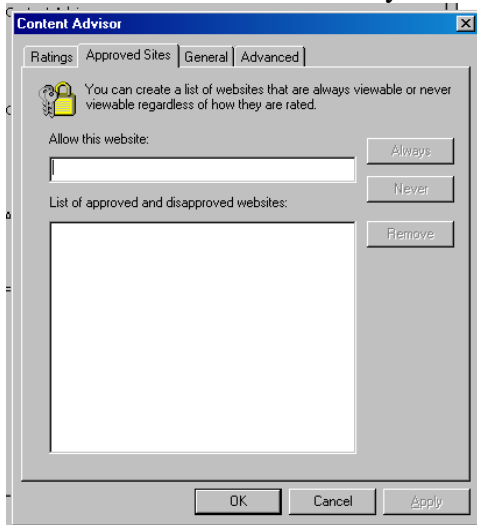 Content Advisor
Ratings
Approved Sites
General
Advanced
You can create a list of websites that are always viewable or never
viewable regardless of how they are rated.
Allow this website:
Always
Never
List of approved and disapproved websites:
Remove
OK
Cancel
Apply